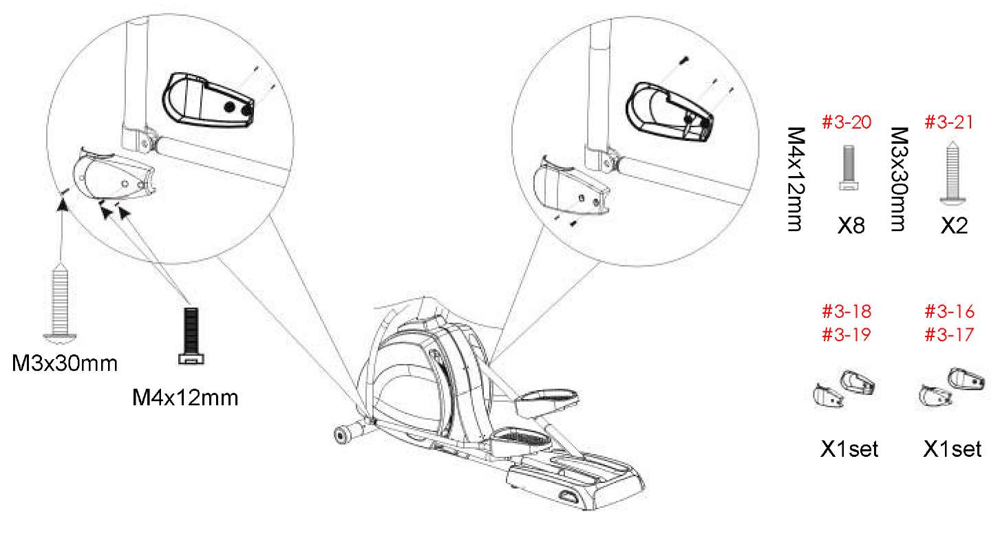 #3-20
#3-21
M4x12mm
M3x30mm
X8
X2
#3-18
#3-16
#3-19
#3-17
M3x30mm
M4x12mm
X1set
X1set